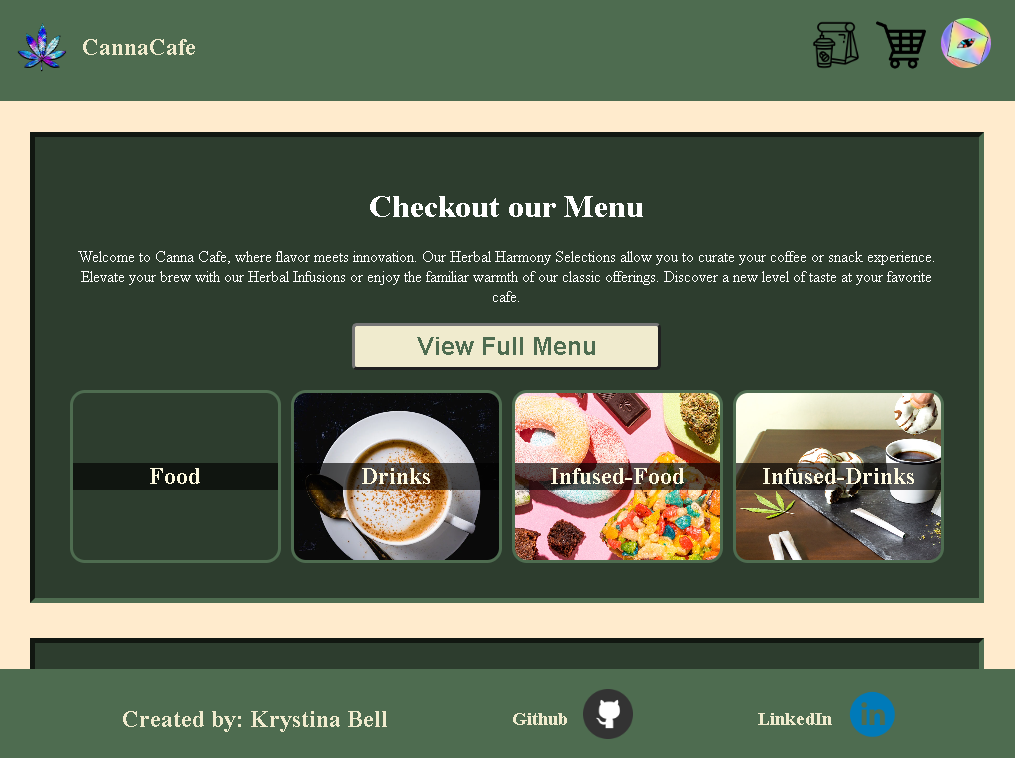 CannaCafe
Checkout our Menu
Welcome to Canna Cafe, where flavor meets innovation. Our Herbal Harmony Selections allow you to curate your coffee or snack experience.
Elevate your brew with our Herbal Infusions or enjoy the familiar warmth of our classic offerings. Discover a new level of taste at your favorite
cafe.
View Full Menu
Food
Drinks
Infused-Food
Infused-Drinks
Created by: Krystina Bell
Github
LinkedIn
in